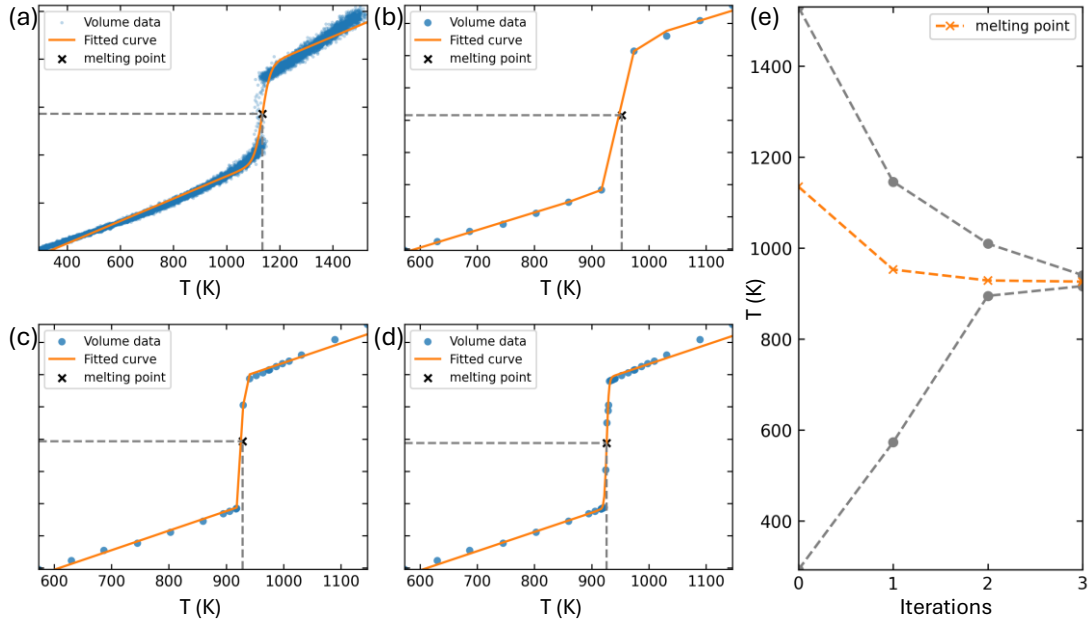 (a)
Volume data
Fitted curve
melting point
400 600 800 1000 1200 1400
T (K)
(b)
Volume data
Fitted curve
melting point
600 700 800 900 1000 1100
T (K)
(c)
Volume data
Fitted curve
melting point
600 700 800 900 1000 1100
T (K)
(d)
Volume data
Fitted curve
melting point
600 700 800 900 1000 1100
T (K)
(e)
melting point
1400
1200
1000
800
600
400
T (K)
0 1 2 3
Iterations